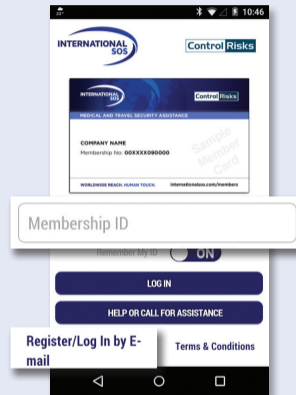 28° 10:46
INTERNATIONAL SOS Control Risks
INTERNATIONAL SOS Control Risks
MEDICAL AND TRAVEL SECURITY ASSISTANCE
COMPANY NAME
Membership No: 00XXXX090000
Sample
Member
Card
WORLDWIDE REACH. HUMAN TOUCH. internationalsos.com/members
Membership ID
Remember My ID ON
LOG IN
HELP OR CALL FOR ASSISTANCE
Register/Log In by E-
mail
Terms & Conditions